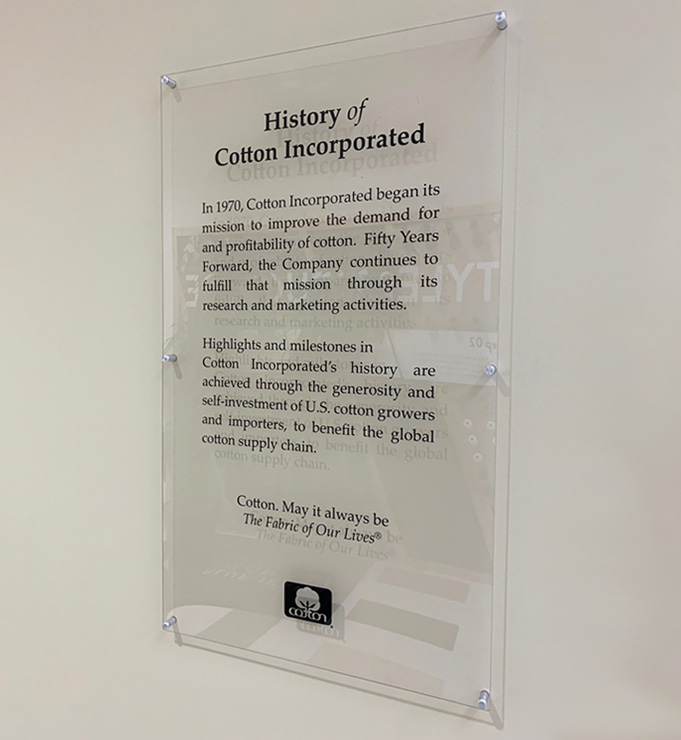 History of
Cotton Incorporated
In 1970, Cotton Incorporated began its
mission to improve the demand for
and profitability of cotton. Fifty Years
Forward, the Company continues to
fulfill that mission through its
research and marketing activities.
Highlights and milestones in
Cotton Incorporated's history are
achieved through the generosity and
self-investment of U.S. cotton growers
and importers, to benefit the global
cotton supply chain.
Cotton. May it always be
The Fabric of Our Lives®
cotton